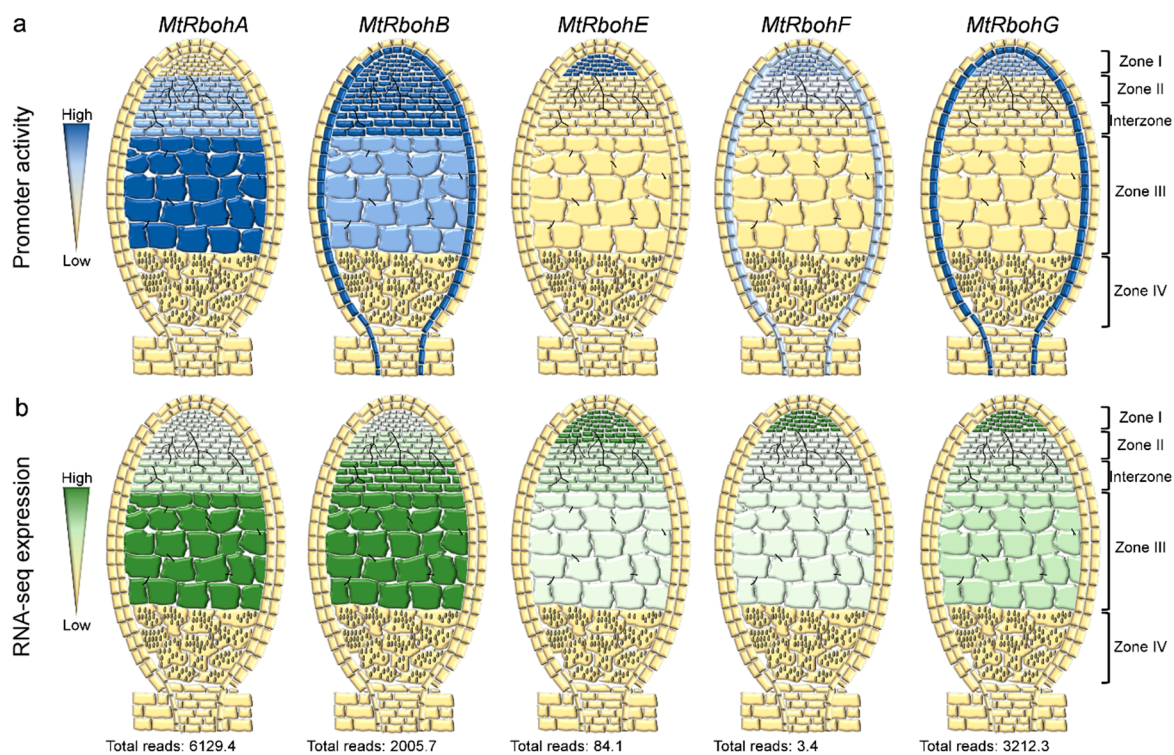 a
MtRbohA MtRbohB MtRbohE MtRbohF MtRbohG
High
Promoter activity
Low
Zone I
Zone II
Interzone
Zone III
Zone IV
b
High
RNA-seq expression
Low
Zone I
Zone II
Interzone
Zone III
Zone IV
Total reads: 6129.4 Total reads: 2005.7 Total reads: 84.1 Total reads: 3.4 Total reads: 3212.3